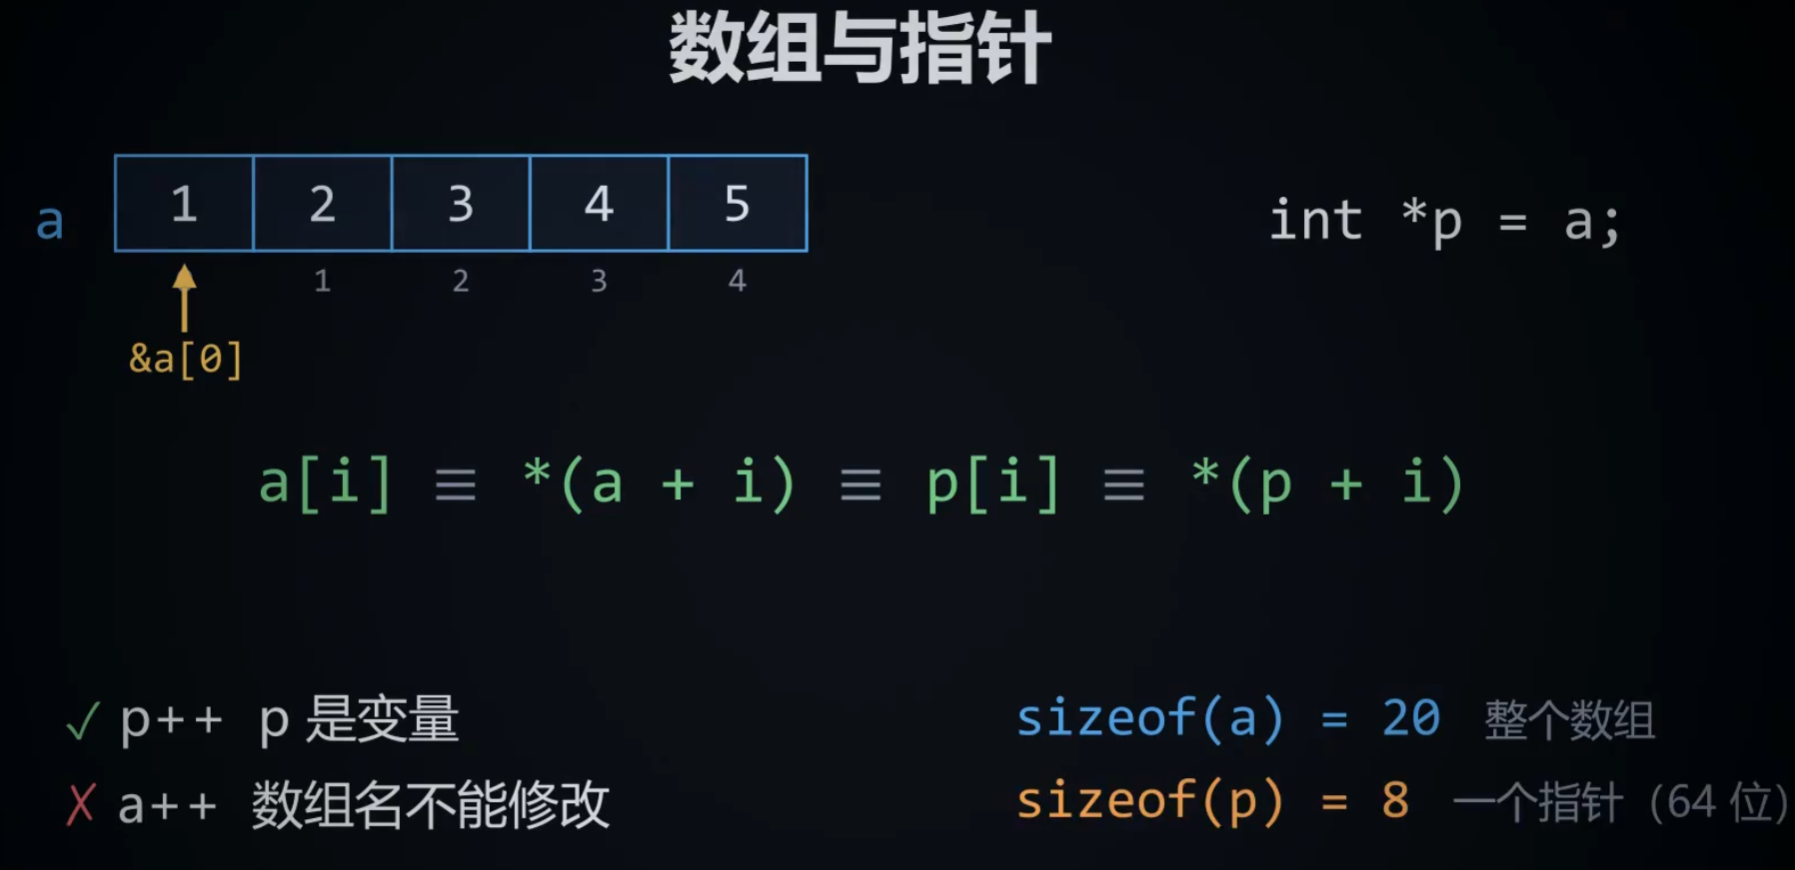 数组与指针
a 1 2 3 4 5
int *p = a;
1 2 3 4
&a[0]
a[i] ≡ *(a + i) ≡ p[i] ≡ *(p + i)
✓ p++ p 是变量
✗ a++ 数组名不能修改
sizeof(a) = 20 整个数组
sizeof(p) = 8 一个指针（64 位）